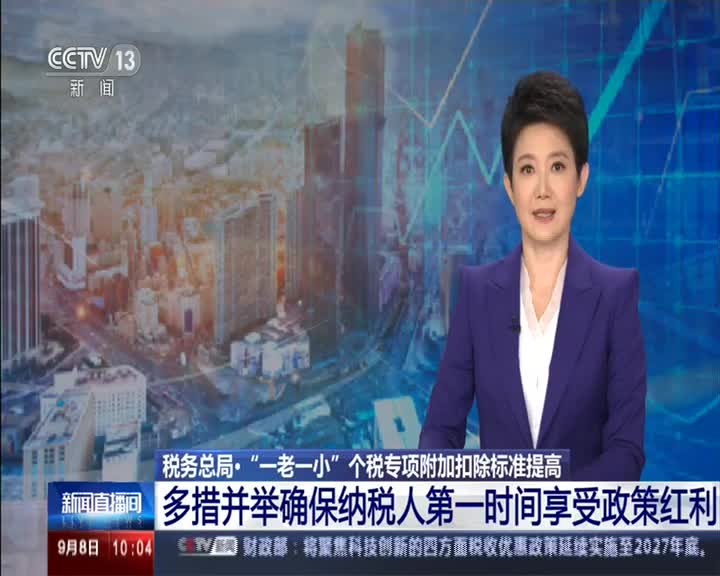 CCTV 13
新闻
税务总局·“一老一小”个税专项附加扣除标准提高
新闻直播间
多措并举确保纳税人第一时间享受政策红利
9月8日 10:04
CCTV 新闻 财政部：将聚焦科技创新的四方面税收优惠政策延续实施至2027年底。